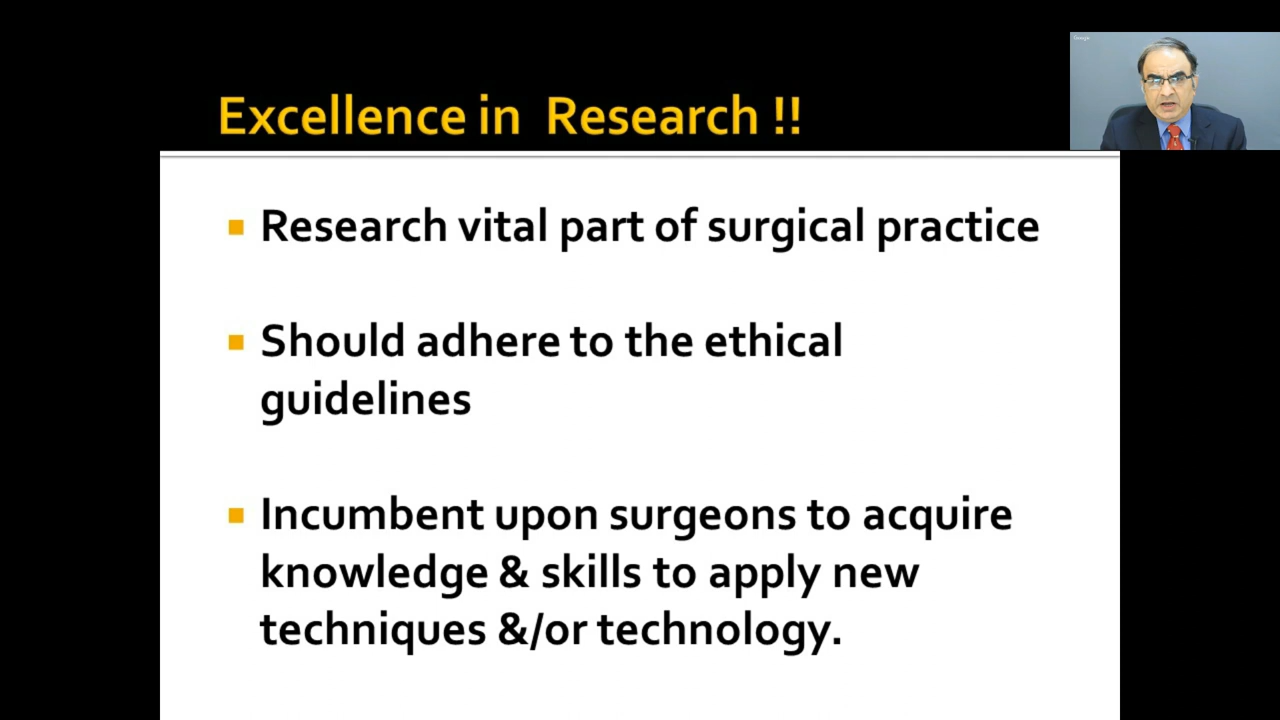 Excellence in Research !!
Research vital part of surgical practice
Should adhere to the ethical
guidelines
Incumbent upon surgeons to acquire
knowledge & skills to apply new
techniques &/or technology.